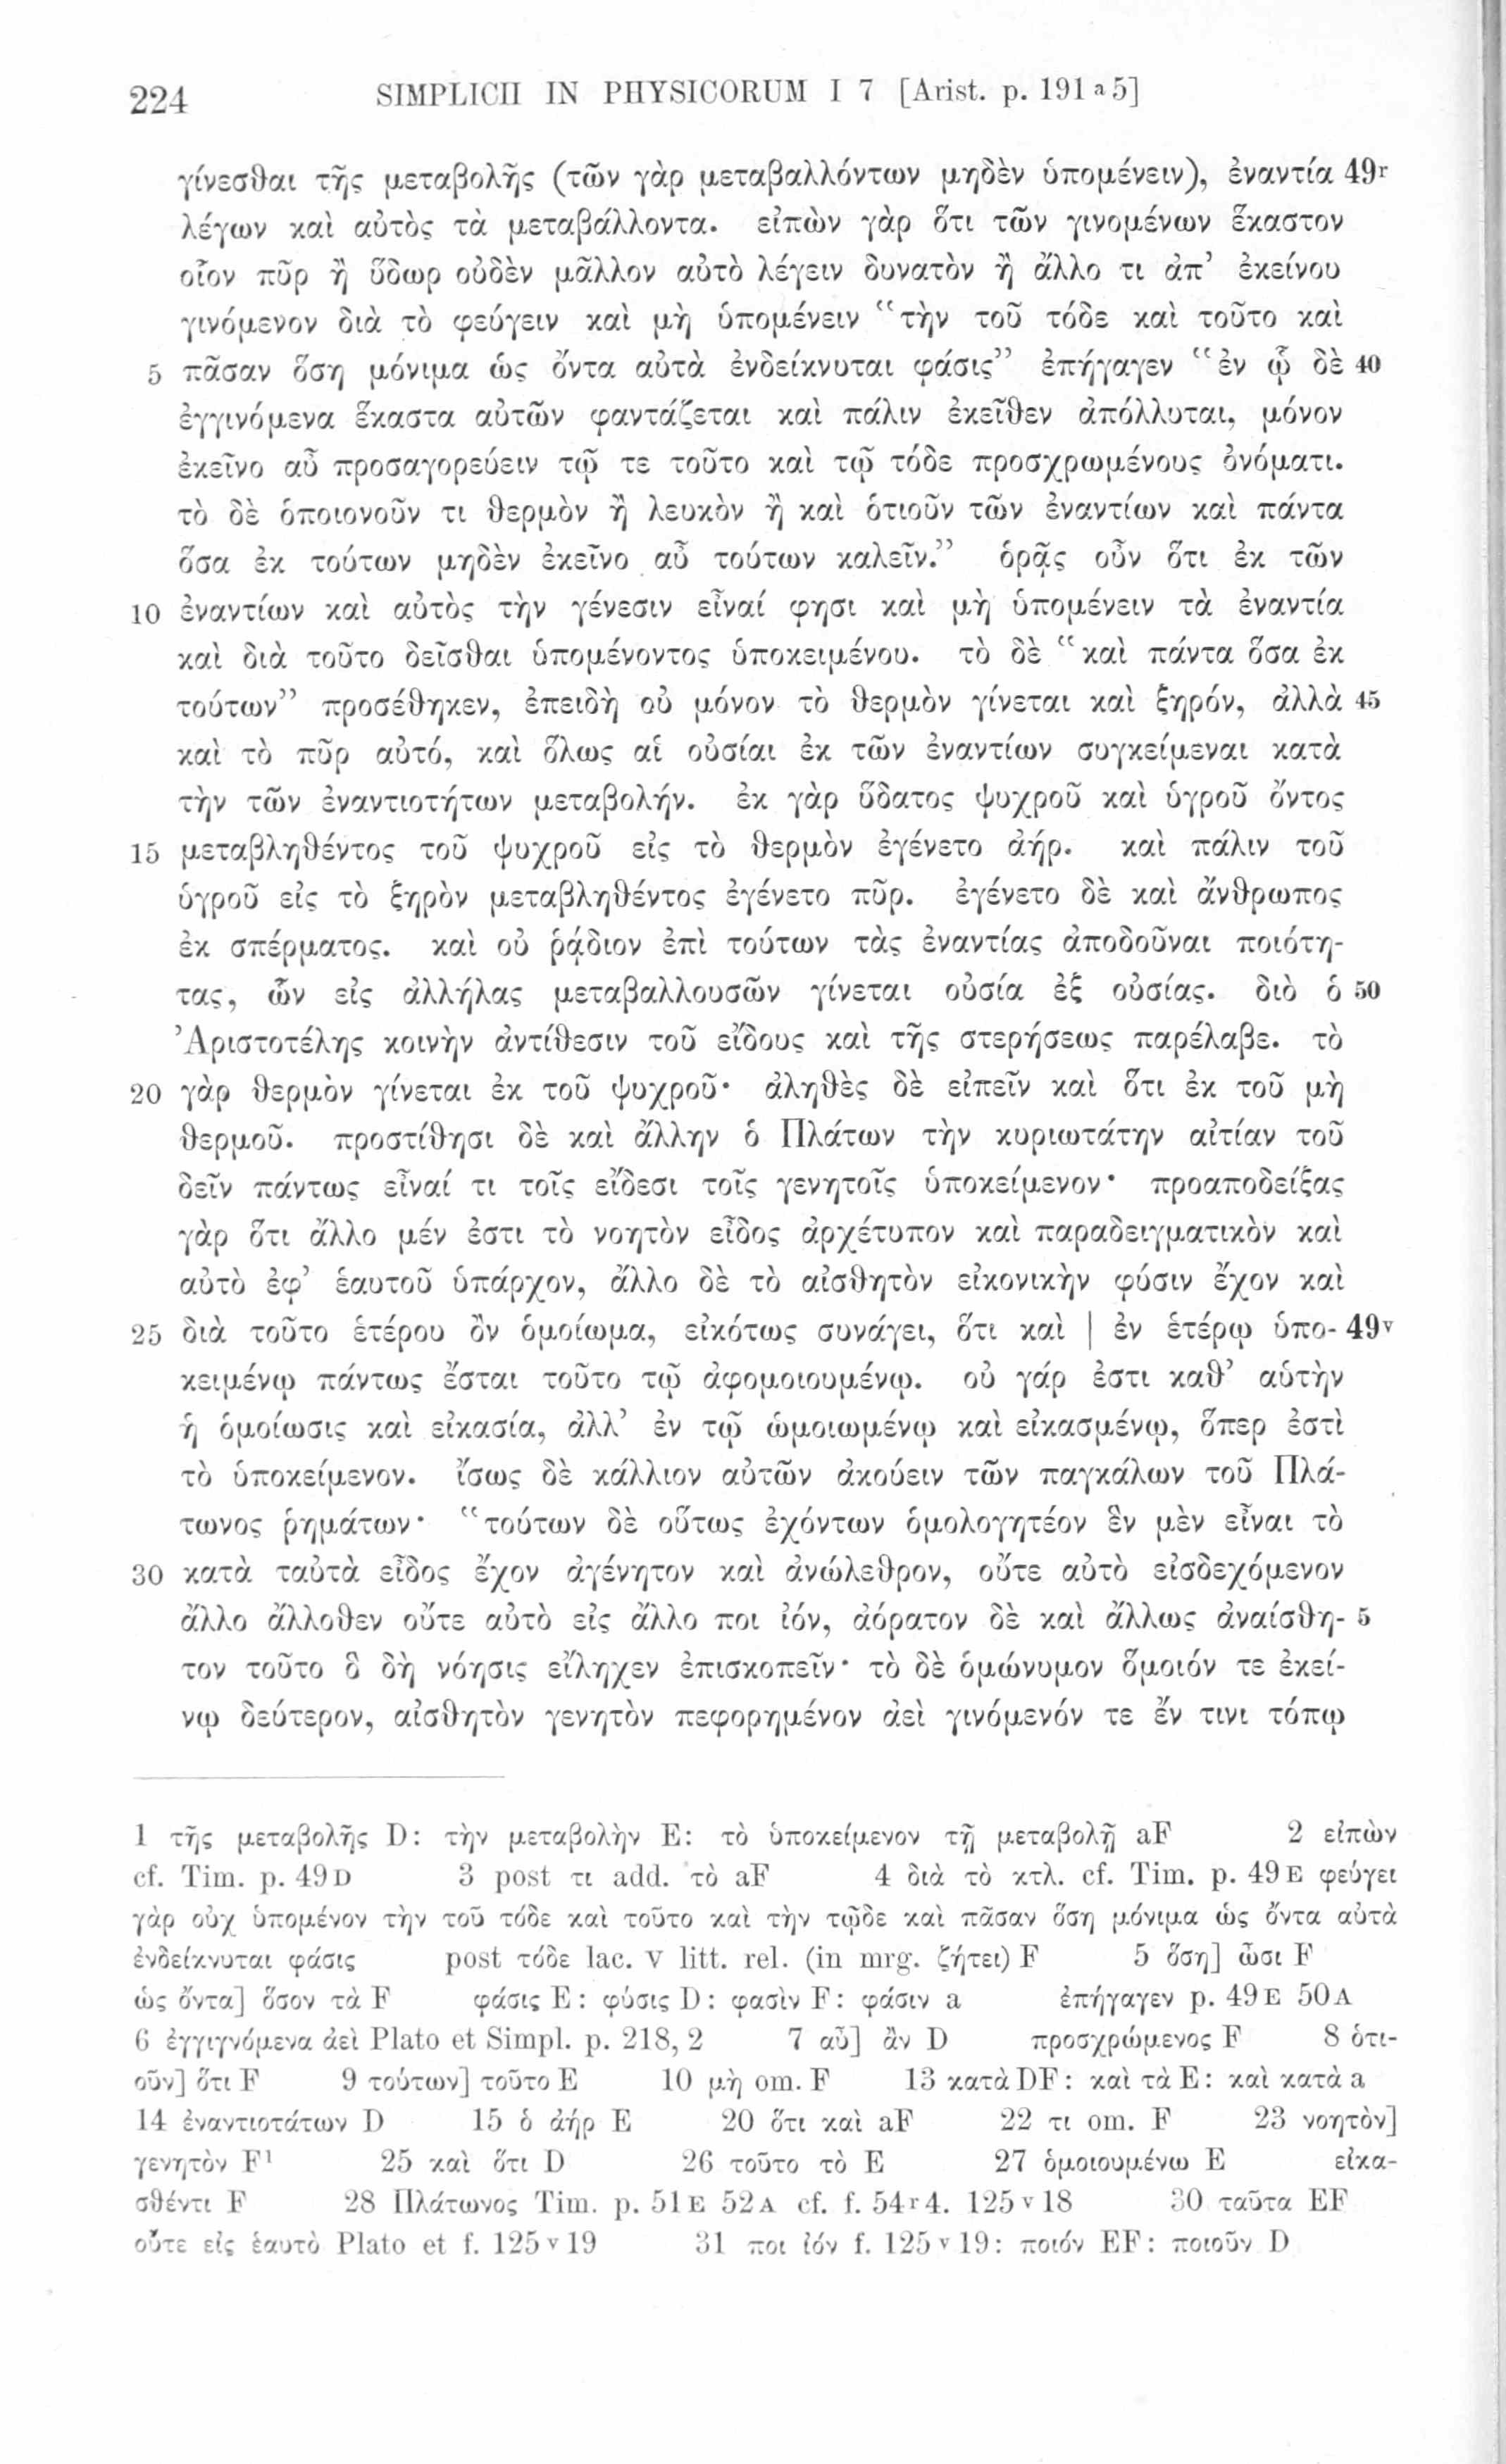 224 SIMPLICII IN PHYSICORUM I 7 [Arist. p. 191 a 5]
γίνεσθαι τῆς μεταβολῆς (τῶν γὰρ μεταβαλλόντων μηδὲν ὑπομένειν), ἐναντία 49r
λέγων καὶ αὐτὸς τὰ μεταβάλλοντα. εἰπὼν γὰρ ὅτι τῶν γινομένων ἕκαστον
οἷον πῦρ ἢ ὕδωρ οὐδὲν μᾶλλον αὐτὸ λέγειν δυνατὸν ἢ ἄλλο τι ἀπ’ ἐκείνου
γινόμενον διὰ τὸ φεύγειν καὶ μὴ ὑπομένειν “τὴν τοῦ τόδε καὶ τοῦτο καὶ
5 πᾶσαν ὅση μόνιμα ὡς ὄντα αὐτὰ ἐνδείκνυται φάσις” ἐπήγαγεν “ἐν ᾧ δὲ 40
ἐγγινόμενα ἕκαστα αὐτῶν φαντάζεται καὶ πάλιν ἐκεῖθεν ἀπόλλυται, μόνον
ἐκεῖνο αὖ προσαγορεύειν τῷ τε τοῦτο καὶ τῷ τόδε προσχρωμένους ὀνόματι.
τὸ δὲ ὁποιονοῦν τι θερμὸν ἢ λευκὸν ἢ καὶ ὁτιοῦν τῶν ἐναντίων καὶ πάντα
ὅσα ἐκ τούτων μηδὲν ἐκεῖνο αὖ τούτων καλεῖν.” ὁρᾷς οὖν ὅτι ἐκ τῶν
10 ἐναντίων καὶ αὐτὸς τὴν γένεσιν εἶναί φησι καὶ μὴ ὑπομένειν τὰ ἐναντία
καὶ διὰ τοῦτο δεῖσθαι ὑπομένοντος ὑποκειμένου. τὸ δὲ “καὶ πάντα ὅσα ἐκ
τούτων” προσέθηκεν, ἐπειδὴ οὐ μόνον τὸ θερμὸν γίνεται καὶ ξηρόν, ἀλλὰ 45
καὶ τὸ πῦρ αὐτό, καὶ ὅλως αἱ οὐσίαι ἐκ τῶν ἐναντίων συγκείμεναι κατὰ
τὴν τῶν ἐναντιοτήτων μεταβολήν. ἐκ γὰρ ὕδατος ψυχροῦ καὶ ὑγροῦ ὄντος
15 μεταβληθέντος τοῦ ψυχροῦ εἰς τὸ θερμὸν ἐγένετο ἀήρ. καὶ πάλιν τοῦ
ὑγροῦ εἰς τὸ ξηρὸν μεταβληθέντος ἐγένετο πῦρ. ἐγένετο δὲ καὶ ἄνθρωπος
ἐκ σπέρματος. καὶ οὐ ῥᾴδιον ἐπὶ τούτων τὰς ἐναντίας ἀποδοῦναι ποιότη-
τας, ὧν εἰς ἀλλήλας μεταβαλλουσῶν γίνεται οὐσία ἐξ οὐσίας. διὸ ὁ 50
Ἀριστοτέλης κοινὴν ἀντίθεσιν τοῦ εἴδους καὶ τῆς στερήσεως παρέλαβε. τὸ
20 γὰρ θερμὸν γίνεται ἐκ τοῦ ψυχροῦ· ἀληθὲς δὲ εἰπεῖν καὶ ὅτι ἐκ τοῦ μὴ
θερμοῦ. προστίθησι δὲ καὶ ἄλλην ὁ Πλάτων τὴν κυριωτάτην αἰτίαν τοῦ
δεῖν πάντως εἶναί τι τοῖς εἴδεσι τοῖς γενητοῖς ὑποκείμενον· προαποδείξας
γὰρ ὅτι ἄλλο μέν ἐστι τὸ νοητὸν εἶδος ἀρχέτυπον καὶ παραδειγματικὸν καὶ
αὐτὸ ἐφ’ ἑαυτοῦ ὑπάρχον, ἄλλο δὲ τὸ αἰσθητὸν εἰκονικὴν φύσιν ἔχον καὶ
25 διὰ τοῦτο ἑτέρου ὂν ὁμοίωμα, εἰκότως συνάγει, ὅτι καὶ | ἐν ἑτέρῳ ὑπο- 49v
κειμένῳ πάντως ἔσται τοῦτο τῷ ἀφομοιουμένῳ. οὐ γάρ ἐστι καθ’ αὑτὴν
ἡ ὁμοίωσις καὶ εἰκασία, ἀλλ’ ἐν τῷ ὡμοιωμένῳ καὶ εἰκασμένῳ, ὅπερ ἐστὶ
τὸ ὑποκείμενον. ἴσως δὲ κάλλιον αὐτῶν ἀκούειν τῶν παγκάλων τοῦ Πλά-
τωνος ῥημάτων· “τούτων δὲ οὕτως ἐχόντων ὁμολογητέον ἓν μὲν εἶναι τὸ
30 κατὰ ταὐτὰ εἶδος ἔχον ἀγένητον καὶ ἀνώλεθρον, οὔτε αὐτὸ εἰσδεχόμενον
ἄλλο ἄλλοθεν οὔτε αὐτὸ εἰς ἄλλο ποι ἰόν, ἀόρατον δὲ καὶ ἄλλως ἀναίσθη- 5
τον τοῦτο ὃ δὴ νόησις εἴληχεν ἐπισκοπεῖν· τὸ δὲ ὁμώνυμον ὅμοιόν τε ἐκεί-
νῳ δεύτερον, αἰσθητὸν γενητὸν πεφορημένον ἀεὶ γινόμενόν τε ἔν τινι τόπῳ
1 τῆς μεταβολῆς D: τὴν μεταβολὴν E: τὸ ὑποκείμενον τῇ μεταβολῇ aF 2 εἰπὼν
cf. Tim. p. 49D 3 post τι add. τὸ aF 4 διὰ τὸ κτλ. cf. Tim. p. 49E φεύγει
γὰρ οὐχ ὑπομένον τὴν τοῦ τόδε καὶ τοῦτο καὶ τὴν τῷδε καὶ πᾶσαν ὅση μόνιμα ὡς ὄντα αὐτὰ
ἐνδείκνυται φάσις post τόδε lac. V litt. rel. (in mrg. ζήτει) F 5 ὅση] ὦσι F
ὡς ὄντα] ὅσον τὰ F φάσις E: φύσις D: φασὶν F: φάσιν a ἐπήγαγεν p. 49E 50A
6 ἐγγιγνόμενα ἀεὶ Plato et Simpl. p. 218, 2 7 αὖ] ἂν D προσχρώμενος F 8 ὁτι-
οῦν] ὅτι F 9 τούτων] τοῦτο E 10 μὴ om. F 13 κατὰ DF: καὶ τὰ E: καὶ κατὰ a
14 ἐναντιοτάτων D 15 ὁ ἀήρ E 20 ὅτι καὶ aF 22 τι om. F 23 νοητὸν]
γενητὸν F¹ 25 καὶ ὅτι D 26 τοῦτο τὸ E 27 ὁμοιουμένω E εἰκα-
σθέντι F 28 Πλάτωνος Tim. p. 51E 52A cf. f. 54r4. 125v18 30 ταῦτα EF
οὔτε εἰς ἑαυτὸ Plato et f. 125v19 31 ποι ἰόν f. 125v19: ποιόν EF: ποιοῦν D